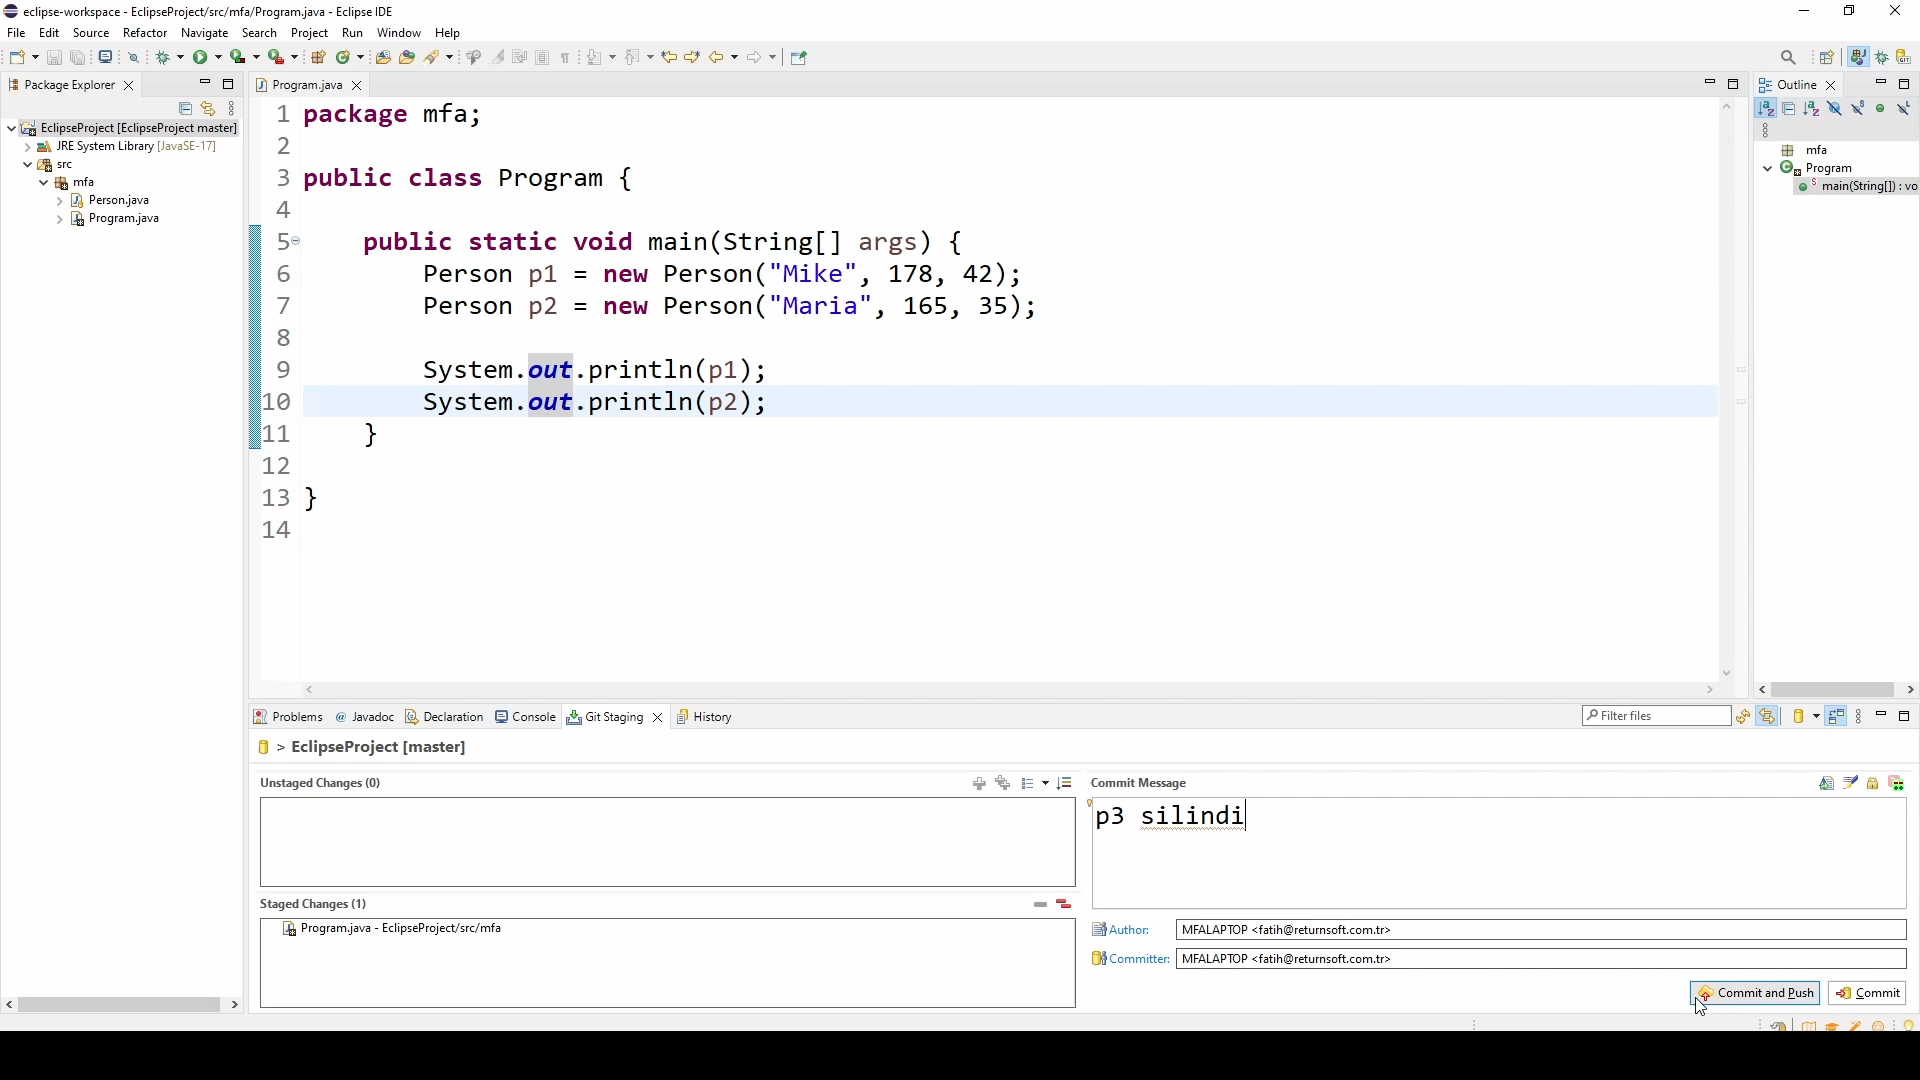 eclipse-workspace - EclipseProject/src/mfa/Program.java - Eclipse IDE
File Edit Source Refactor Navigate Search Project Run Window Help
Package Explorer
EclipseProject [EclipseProject master]
JRE System Library [JavaSE-17]
src
mfa
Person.java
Program.java
Program.java
1 package mfa;
2
3 public class Program {
4
5 public static void main(String[] args) {
6 Person p1 = new Person("Mike", 178, 42);
7 Person p2 = new Person("Maria", 165, 35);
8
9 System.out.println(p1);
10 System.out.println(p2);
11 }
12
13 }
14
Outline
mfa
Program
main(String[]) : vo
Problems @ Javadoc Declaration Console Git Staging History
Filter files
> EclipseProject [master]
Unstaged Changes (0)
Staged Changes (1)
Program.java - EclipseProject/src/mfa
Commit Message
p3 silindi
Author: MFALAPTOP <fatih@returnsoft.com.tr>
Committer: MFALAPTOP <fatih@returnsoft.com.tr>
Commit and Push Commit